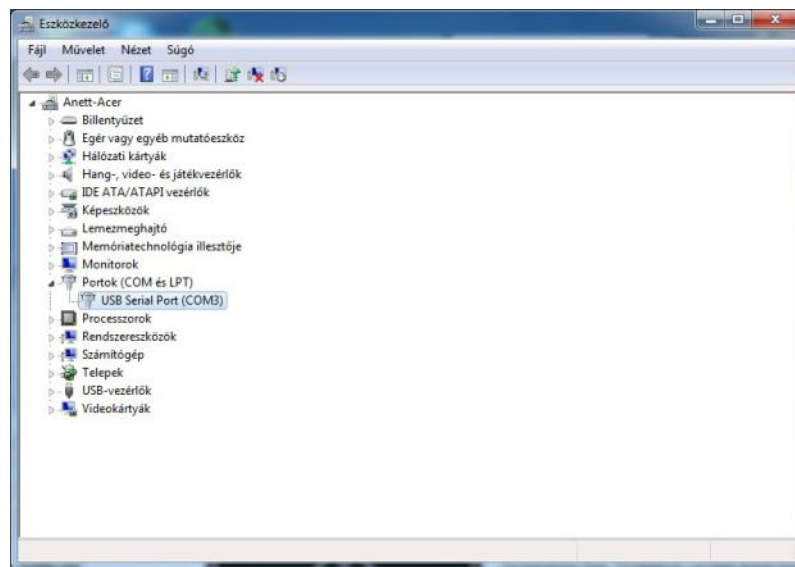 Eszközkezelő
Fájl Művelet Nézet Súgó
Anett-Acer
Billentyűzet
Egér vagy egyéb mutatóeszköz
Hálózati kártyák
Hang-, video- és játékvezérlők
IDE ATA/ATAPI vezérlők
Képeszközök
Lemezmeghajtó
Memóriatechnológia illesztője
Monitorok
Portok (COM és LPT)
USB Serial Port (COM3)
Processzorok
Rendszereszközök
Számítógép
Telepek
USB-vezérlők
Videokártyák